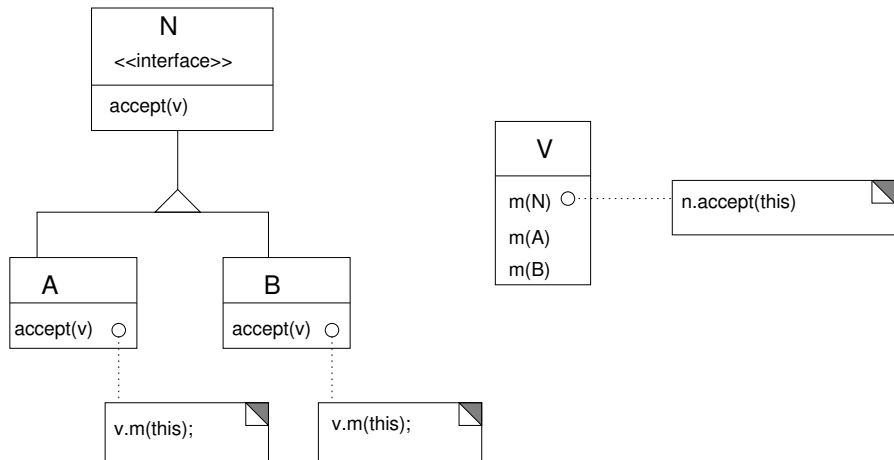 N
<<interface>>
accept(v)
V
m(N)
m(A)
m(B)
n.accept(this)
A
accept(v)
B
accept(v)
v.m(this);
v.m(this);